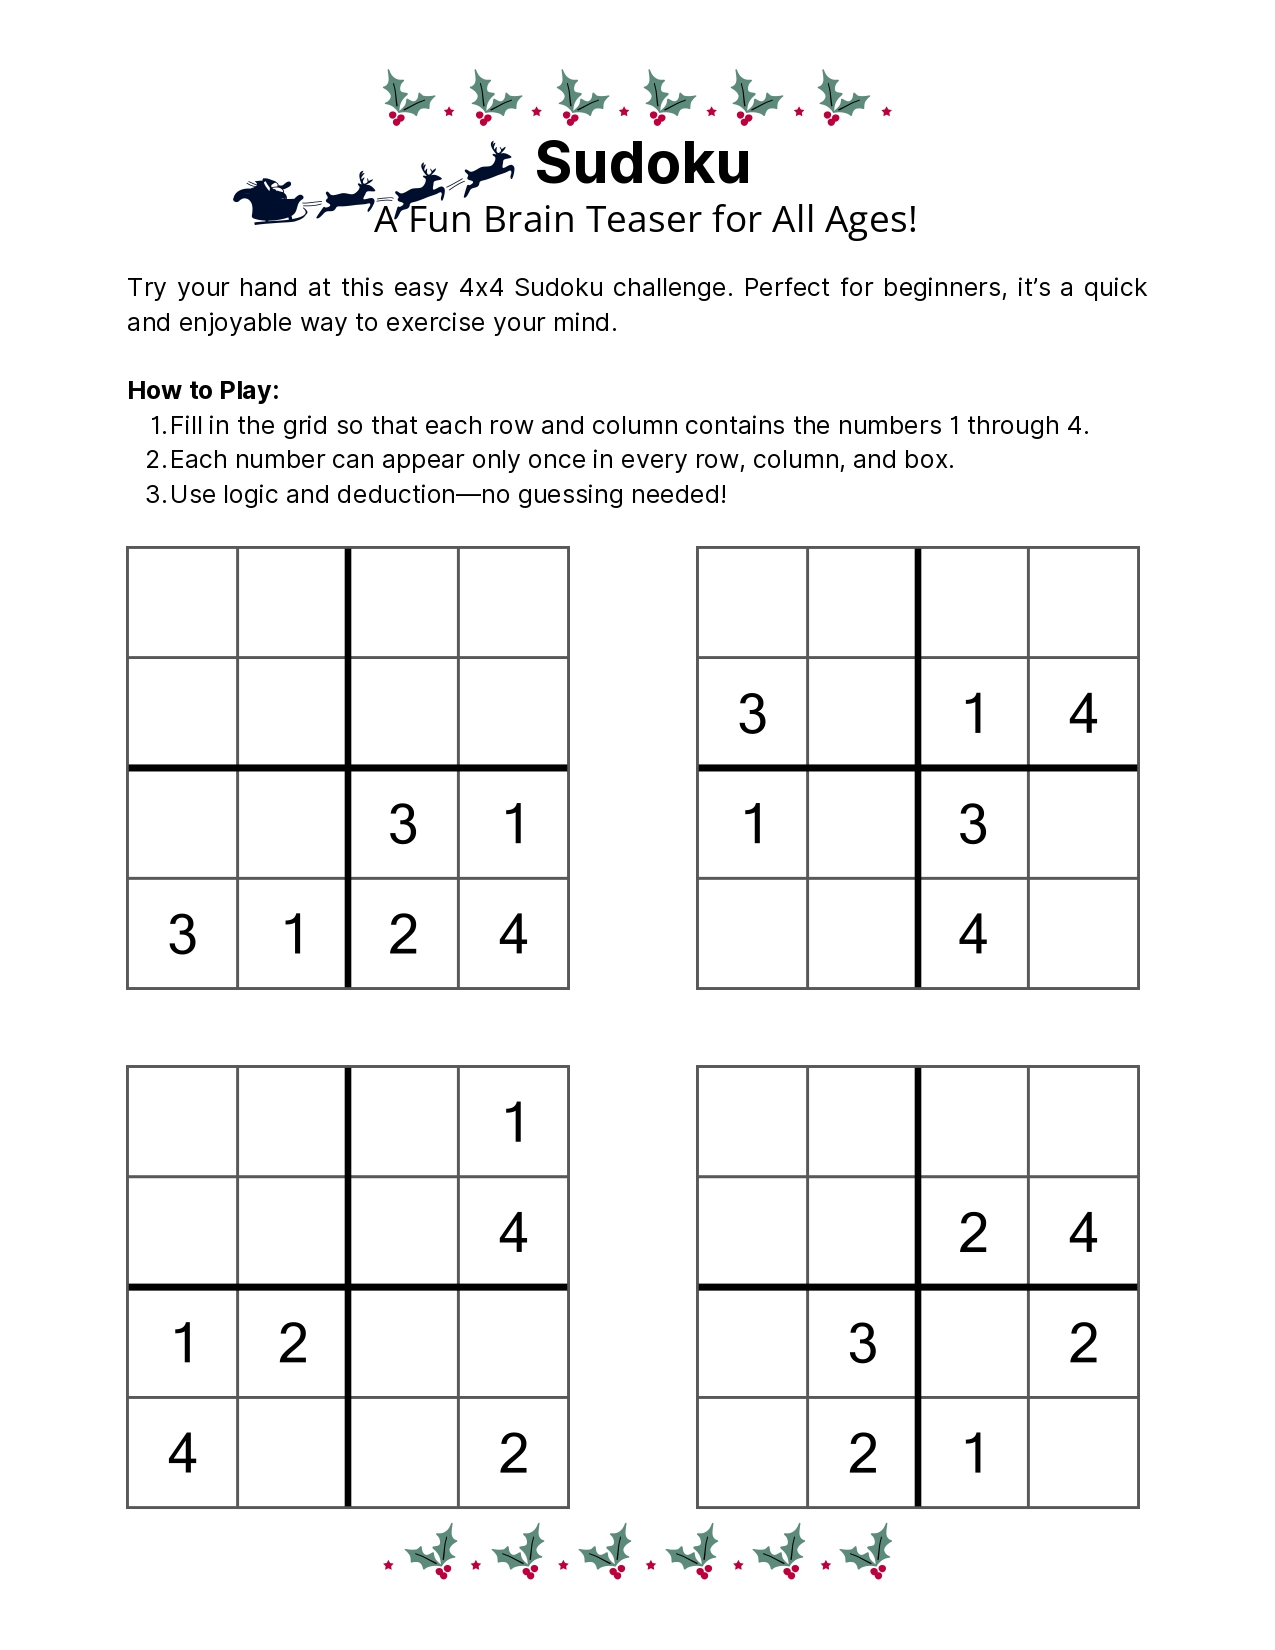 Sudoku
A Fun Brain Teaser for All Ages!
Try your hand at this easy 4x4 Sudoku challenge. Perfect for beginners, it’s a quick
and enjoyable way to exercise your mind.
How to Play:
1. Fill in the grid so that each row and column contains the numbers 1 through 4.
2. Each number can appear only once in every row, column, and box.
3. Use logic and deduction—no guessing needed!
3 1 4
3 1 1 3
3 1 2 4 4
1
4 2 4
1 2 3 2
4 2 2 1